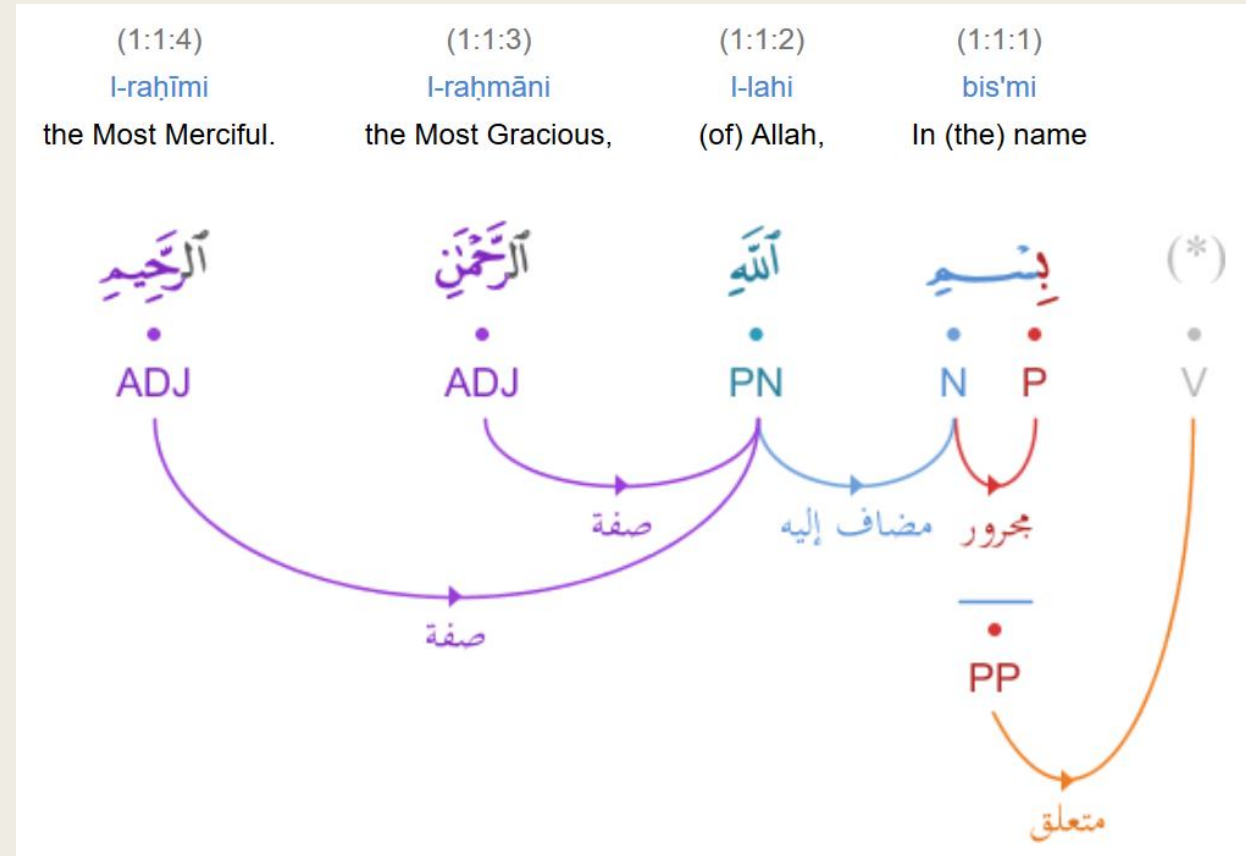 (1:1:4) (1:1:3) (1:1:2) (1:1:1)
l-raḥīmi l-raḥmāni l-lahi bis'mi
the Most Merciful. the Most Gracious, (of) Allah, In (the) name
(*) بِسْمِ ٱللَّهِ ٱلرَّحْمَٰنِ ٱلرَّحِيمِ
ADJ ADJ PN N P V
صفة مضاف إليه مجرور
صفة
PP
متعلق